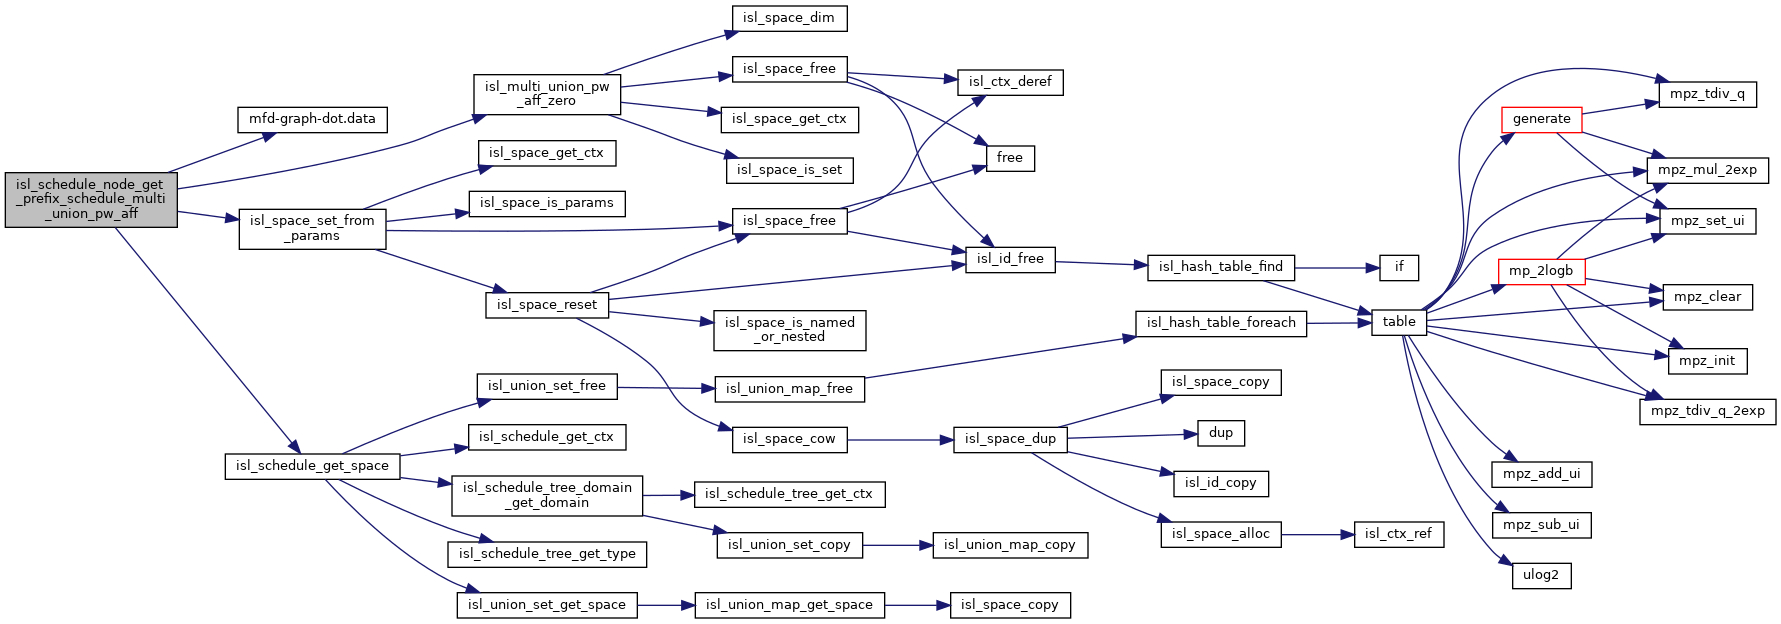 isl_schedule_node_get
_prefix_schedule_multi
_union_pw_aff
mfd-graph-dot.data
isl_multi_union_pw
_aff_zero
isl_space_dim
isl_space_free
isl_space_get_ctx
isl_space_is_set
isl_ctx_deref
free
isl_space_set_from
_params
isl_space_get_ctx
isl_space_is_params
isl_space_free
isl_space_reset
isl_id_free
isl_space_is_named
_or_nested
isl_hash_table_find
if
isl_hash_table_foreach
table
generate
mp_2logb
mpz_tdiv_q
mpz_mul_2exp
mpz_set_ui
mpz_clear
mpz_init
mpz_tdiv_q_2exp
mpz_add_ui
mpz_sub_ui
ulog2
isl_schedule_get_space
isl_union_set_free
isl_union_map_free
isl_schedule_get_ctx
isl_space_cow
isl_space_dup
isl_space_copy
dup
isl_id_copy
isl_space_alloc
isl_ctx_ref
isl_schedule_tree_domain
_get_domain
isl_schedule_tree_get_ctx
isl_union_set_copy
isl_union_map_copy
isl_schedule_tree_get_type
isl_union_set_get_space
isl_union_map_get_space
isl_space_copy